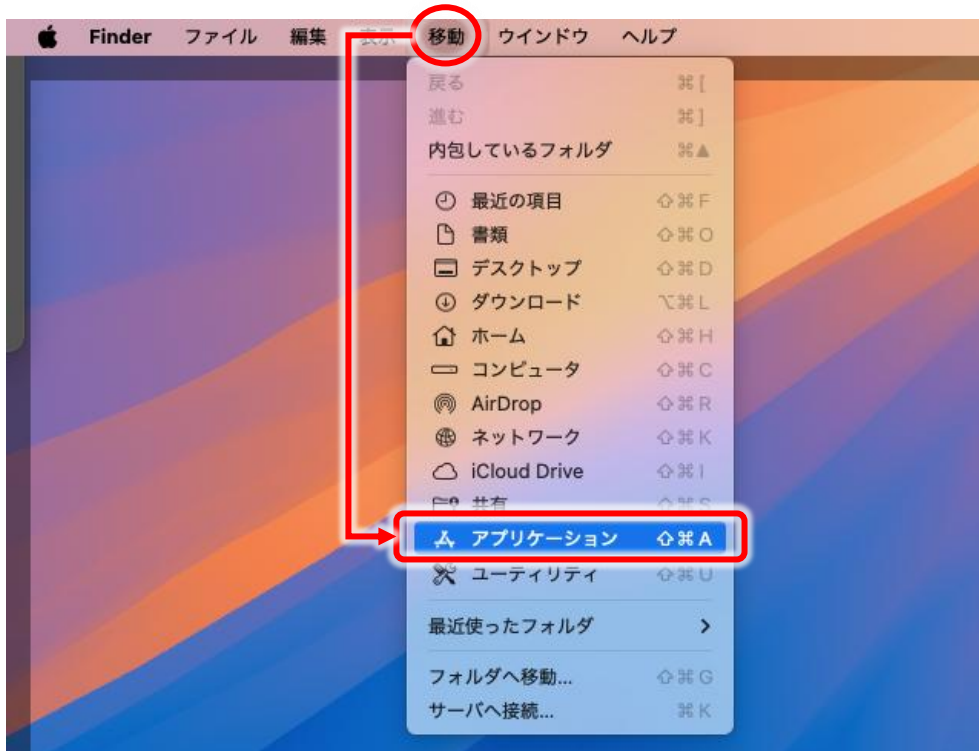 Finder ファイル 編集 表示 移動 ウインドウ ヘルプ
戻る ⌘[
進む ⌘]
内包しているフォルダ ⌘▲
最近の項目 ⇧⌘F
書類 ⇧⌘O
デスクトップ ⇧⌘D
ダウンロード ⌥⌘L
ホーム ⇧⌘H
コンピュータ ⇧⌘C
AirDrop ⇧⌘R
ネットワーク ⇧⌘K
iCloud Drive ⇧⌘I
共有 ⇧⌘S
アプリケーション ⇧⌘A
ユーティリティ ⇧⌘U
最近使ったフォルダ >
フォルダへ移動... ⇧⌘G
サーバへ接続... ⌘K